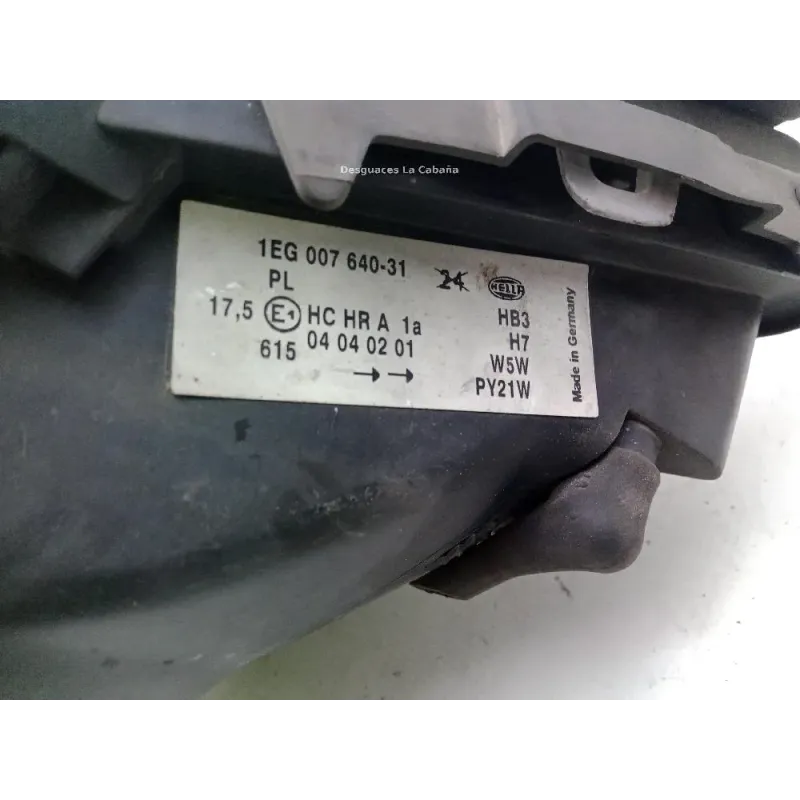 Desguaces La Cabaña
1EG 007 640-31 24 HELLA
PL
17,5 E1 HC HR A 1a HB3
615 04 04 02 01 H7
W5W
PY21W
Made in Germany